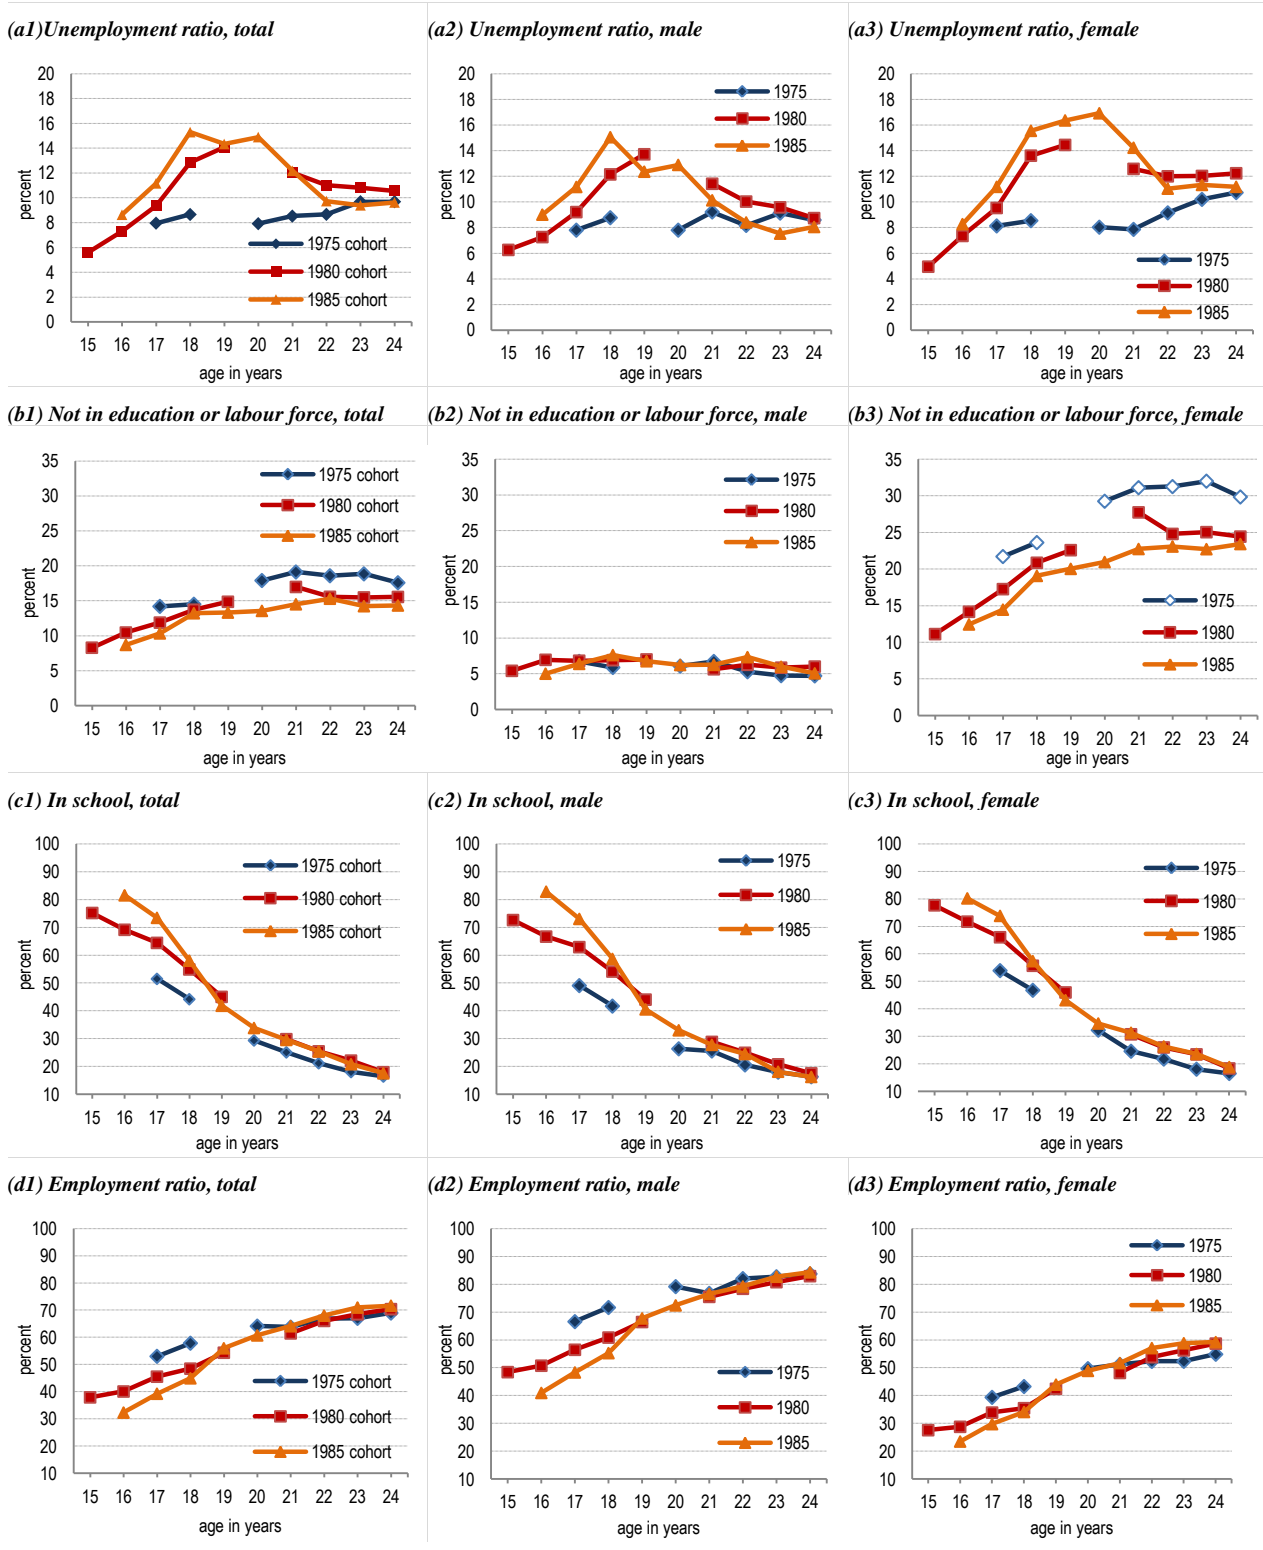 (a1)Unemployment ratio, total
20
18
16
14
12
10
8
6
4
2
0
percent
1975 cohort
1980 cohort
1985 cohort
15 16 17 18 19 20 21 22 23 24
age in years
(a2) Unemployment ratio, male
20
18
16
14
12
10
8
6
4
2
0
percent
1975
1980
1985
15 16 17 18 19 20 21 22 23 24
age in years
(a3) Unemployment ratio, female
20
18
16
14
12
10
8
6
4
2
0
percent
1975
1980
1985
15 16 17 18 19 20 21 22 23 24
age in years
(b1) Not in education or labour force, total
35
30
25
20
15
10
5
0
percent
1975 cohort
1980 cohort
1985 cohort
15 16 17 18 19 20 21 22 23 24
age in years
(b2) Not in education or labour force, male
35
30
25
20
15
10
5
0
percent
1975
1980
1985
15 16 17 18 19 20 21 22 23 24
age in years
(b3) Not in education or labour force, female
35
30
25
20
15
10
5
0
percent
1975
1980
1985
15 16 17 18 19 20 21 22 23 24
age in years
(c1) In school, total
100
90
80
70
60
50
40
30
20
10
percent
1975 cohort
1980 cohort
1985 cohort
15 16 17 18 19 20 21 22 23 24
age in years
(c2) In school, male
100
90
80
70
60
50
40
30
20
10
percent
1975
1980
1985
15 16 17 18 19 20 21 22 23 24
age in years
(c3) In school, female
100
90
80
70
60
50
40
30
20
10
percent
1975
1980
1985
15 16 17 18 19 20 21 22 23 24
age in years
(d1) Employment ratio, total
100
90
80
70
60
50
40
30
20
10
percent
1975 cohort
1980 cohort
1985 cohort
15 16 17 18 19 20 21 22 23 24
age in years
(d2) Employment ratio, male
100
90
80
70
60
50
40
30
20
10
percent
1975
1980
1985
15 16 17 18 19 20 21 22 23 24
age in years
(d3) Employment ratio, female
100
90
80
70
60
50
40
30
20
10
percent
1975
1980
1985
15 16 17 18 19 20 21 22 23 24
age in years